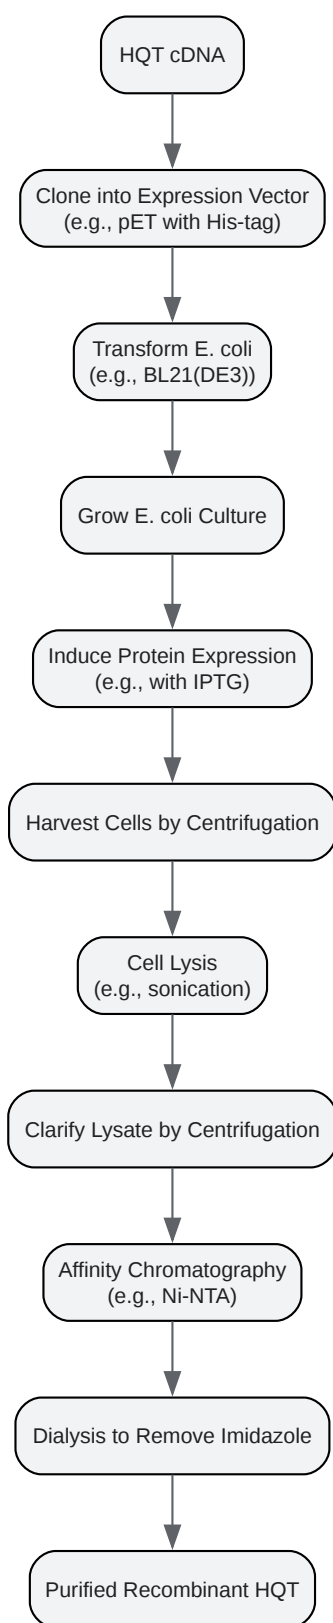 HQT cDNA
Clone into Expression Vector
(e.g., pET with His-tag)
Transform E. coli
(e.g., BL21(DE3))
Grow E. coli Culture
Induce Protein Expression
(e.g., with IPTG)
Harvest Cells by Centrifugation
Cell Lysis
(e.g., sonication)
Clarify Lysate by Centrifugation
Affinity Chromatography
(e.g., Ni-NTA)
Dialysis to Remove Imidazole
Purified Recombinant HQT